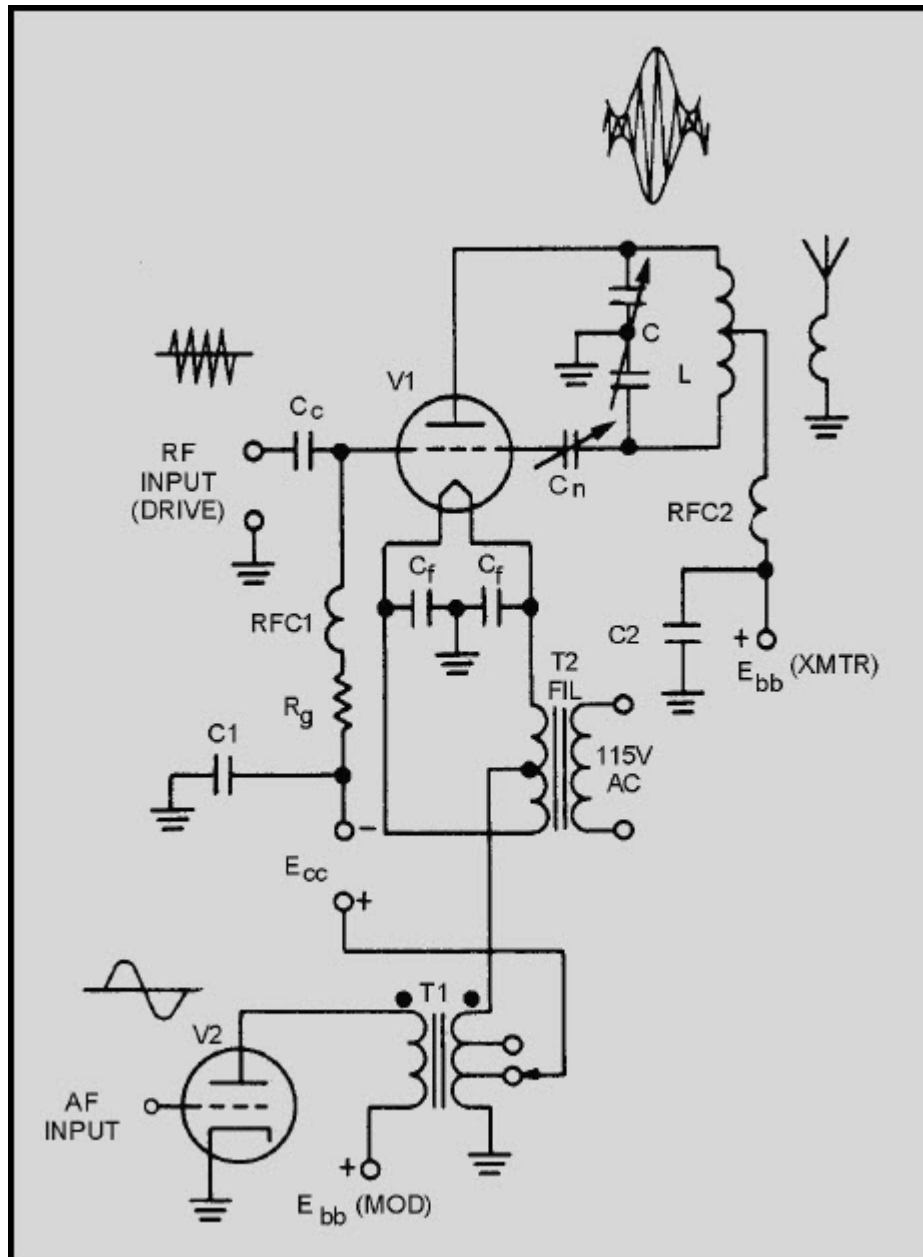 V1
C
L
Cc
RF
INPUT
(DRIVE)
Cn
RFC2
Cf
Cf
RFC1
C2
+
Ebb (XMTR)
T2
FIL
Rg
C1
115V
AC
−
Ecc
+
T1
V2
AF
INPUT
+
Ebb (MOD)